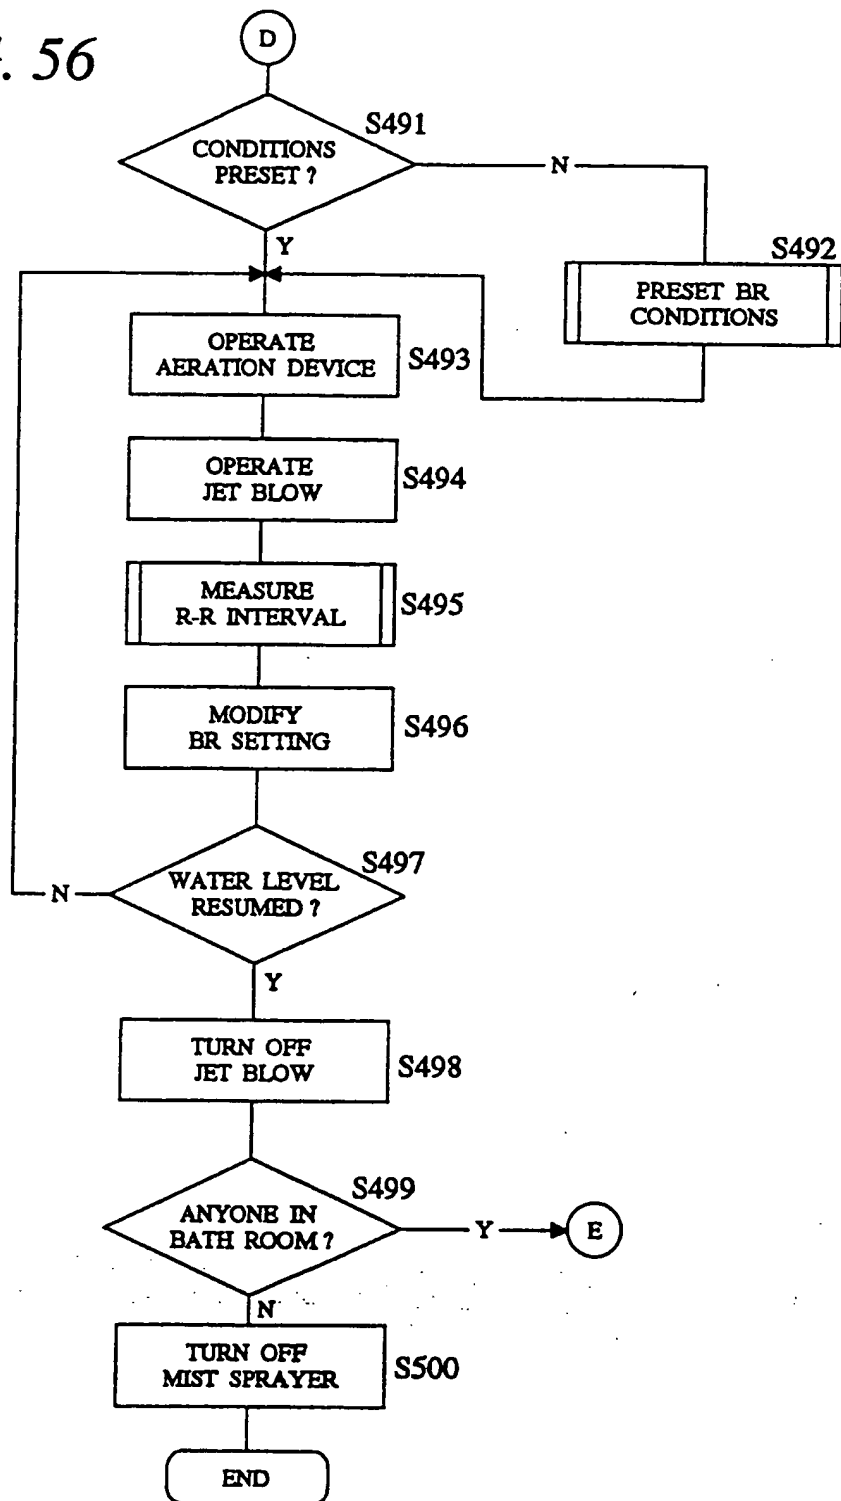 . 56
D
S491
CONDITIONS
PRESET ?
N
Y
S492
PRESET BR
CONDITIONS
OPERATE
AERATION DEVICE
S493
OPERATE
JET BLOW
S494
MEASURE
R-R INTERVAL
S495
MODIFY
BR SETTING
S496
S497
WATER LEVEL
RESUMED ?
N
Y
TURN OFF
JET BLOW
S498
S499
ANYONE IN
BATH ROOM ?
Y
E
N
TURN OFF
MIST SPRAYER
S500
END